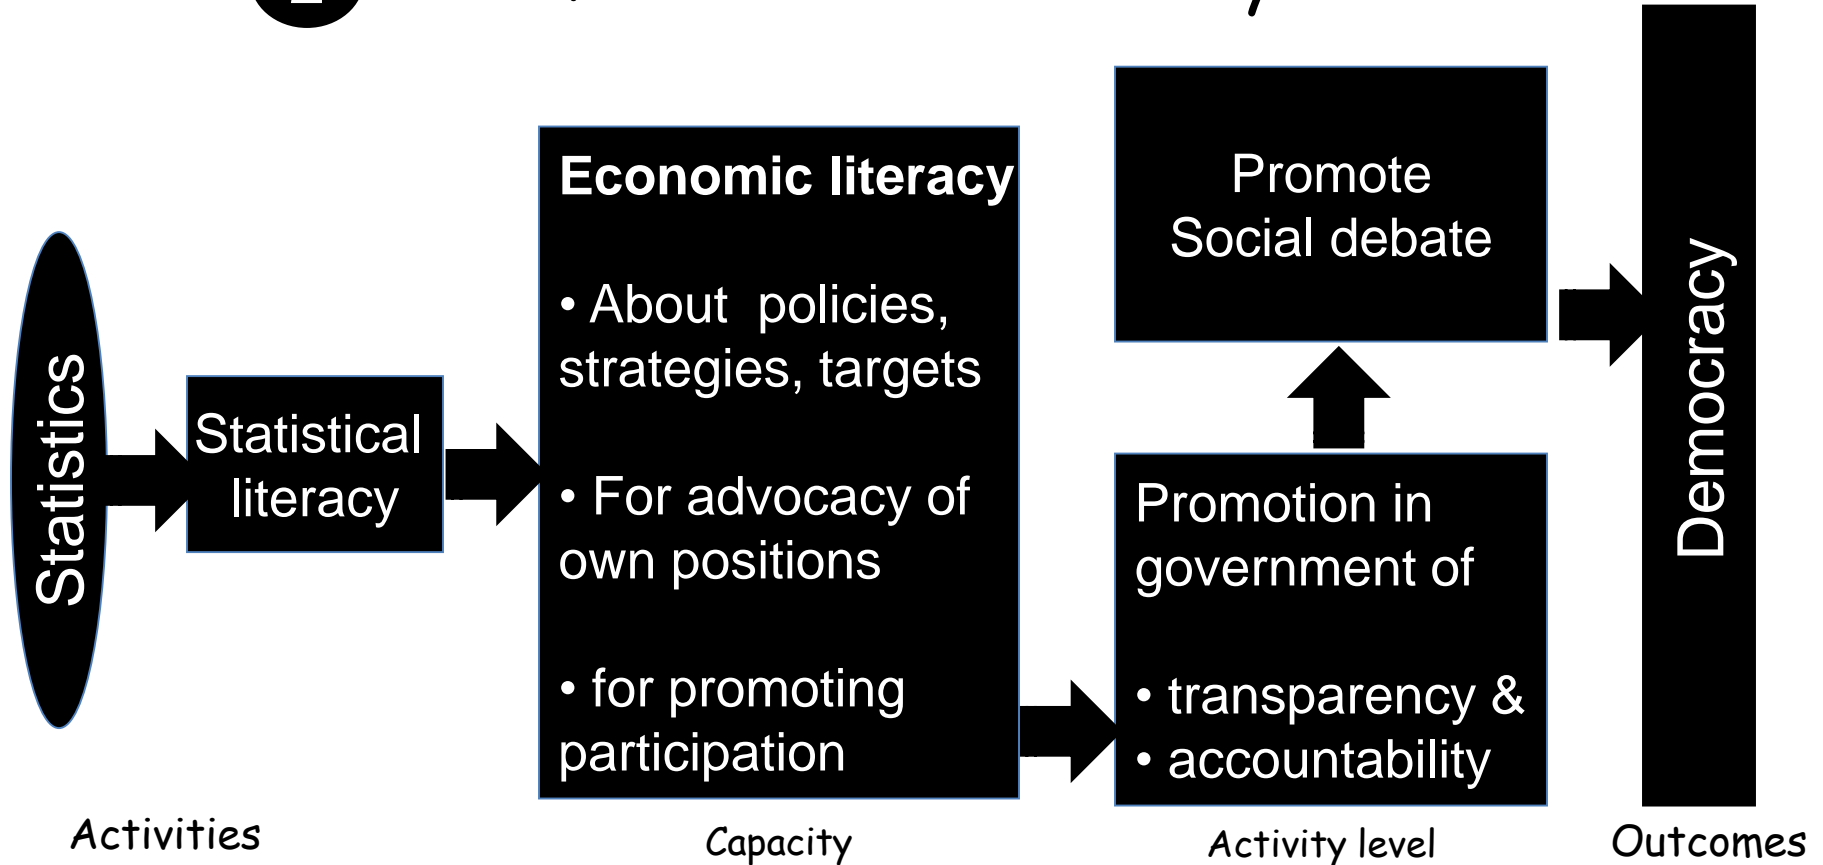 Statistics
Statistical
literacy
Economic literacy
• About policies,
strategies, targets
• For advocacy of
own positions
• for promoting
participation
Promote
Social debate
Promotion in
government of
• transparency &
• accountability
Democracy
Activities
Capacity
Activity level
Outcomes